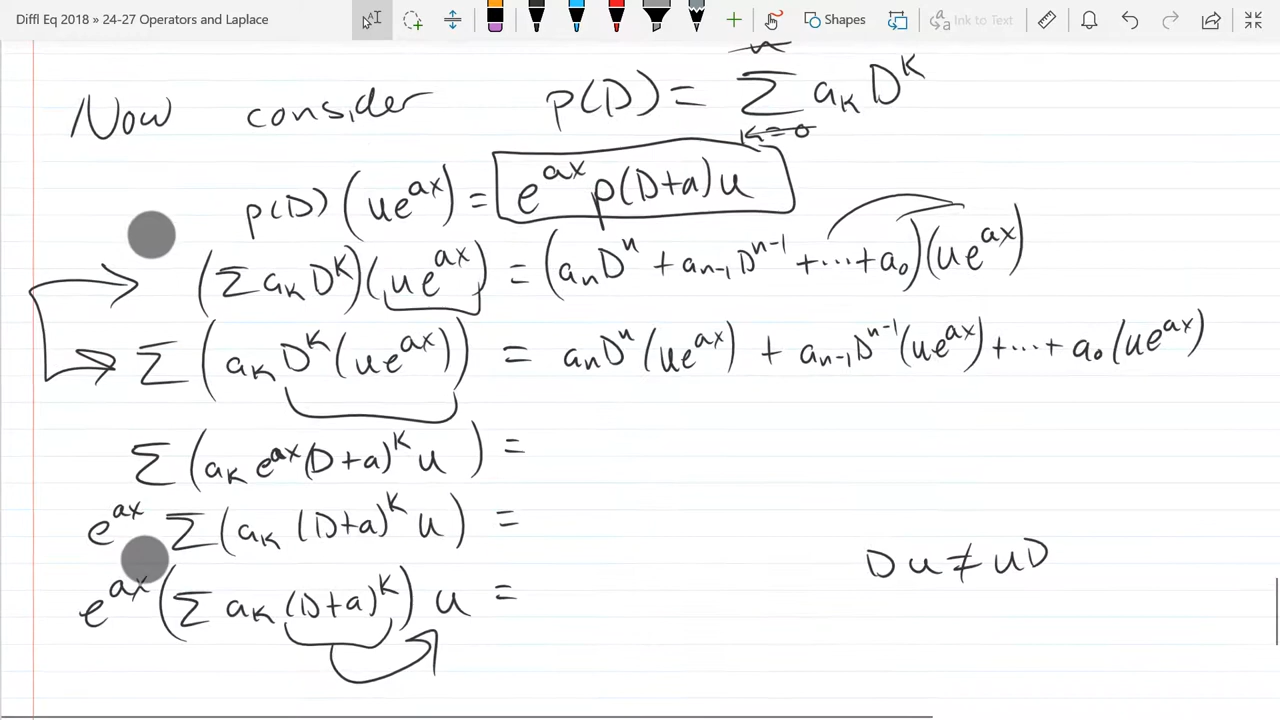 Diffl Eq 2018 » 24-27 Operators and Laplace
Shapes
Ink to Text
Now consider p(D) = ∑_{k=0}^{n} a_K D^K
p(D)(ue^{ax}) = e^{ax} p(D+a)u
(∑ a_K D^K)(ue^{ax}) = (a_n D^n + a_{n-1} D^{n-1} + ... + a_0)(ue^{ax})
∑ (a_K D^K (ue^{ax})) = a_n D^n (ue^{ax}) + a_{n-1} D^{n-1} (ue^{ax}) + ... + a_0 (ue^{ax})
∑ (a_K e^{ax} (D+a)^K u) =
e^{ax} ∑ (a_K (D+a)^K u) =
D u ≠ u D
e^{ax} (∑ a_K (D+a)^K) u =